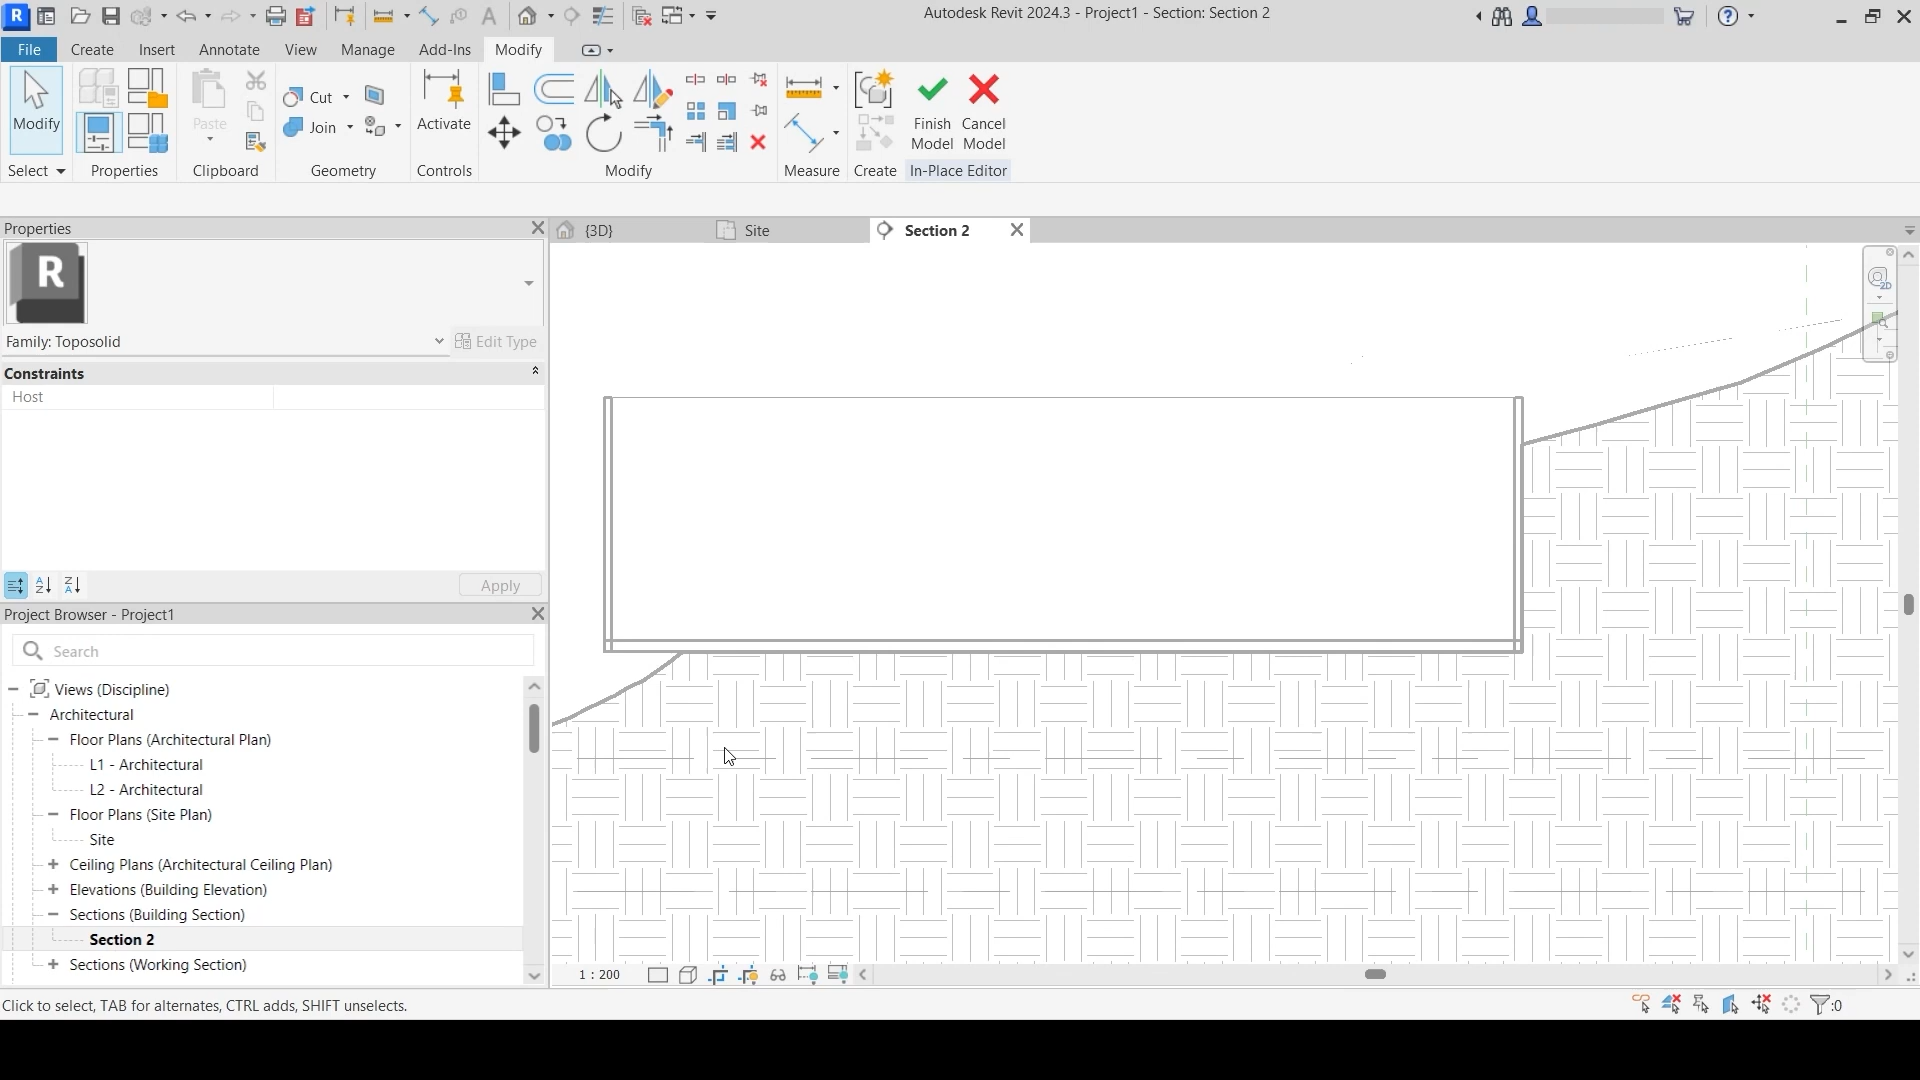 Autodesk Revit 2024.3 - Project1 - Section: Section 2
File Create Insert Annotate View Manage Add-Ins Modify
Modify
Paste
Cut
Join
Activate
Finish Model
Cancel Model
Select Properties Clipboard Geometry Controls Modify Measure Create In-Place Editor
Properties
{3D} Site Section 2
R
2D
Family: Toposolid
Edit Type
Constraints
Host
Apply
Project Browser - Project1
Search
Views (Discipline)
Architectural
Floor Plans (Architectural Plan)
L1 - Architectural
L2 - Architectural
Floor Plans (Site Plan)
Site
Ceiling Plans (Architectural Ceiling Plan)
Elevations (Building Elevation)
Sections (Building Section)
Section 2
Sections (Working Section)
1 : 200
Click to select, TAB for alternates, CTRL adds, SHIFT unselects.
:0